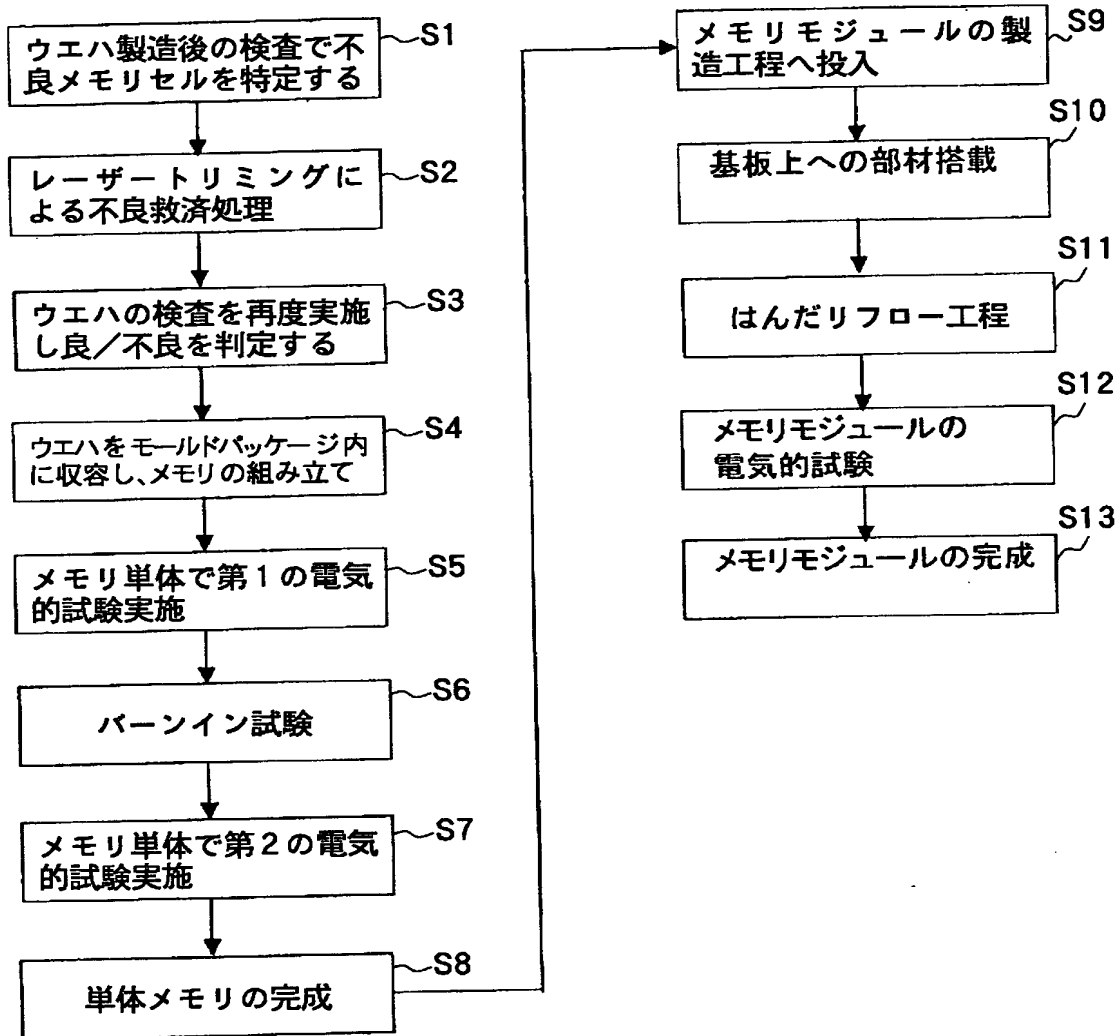 ウエハ製造後の検査で不
良メモリセルを特定する
S1
レーザートリミングに
よる不良救済処理
S2
ウエハの検査を再度実施
し良／不良を判定する
S3
ウエハをモールドパッケージ内
に収容し、メモリの組み立て
S4
メモリ単体で第１の電気
的試験実施
S5
バーンイン試験
S6
メモリ単体で第２の電気
的試験実施
S7
単体メモリの完成
S8
メモリモジュールの製
造工程へ投入
S9
基板上への部材搭載
S10
はんだリフロー工程
S11
メモリモジュールの
電気的試験
S12
メモリモジュールの完成
S13